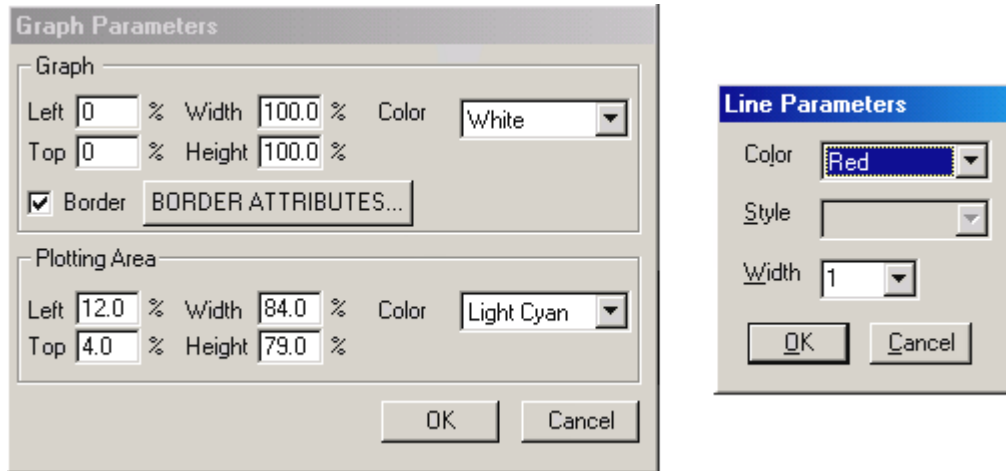 Graph Parameters
Graph
Left 0 % Width 100.0 % Color White
Top 0 % Height 100.0 %
Border BORDER ATTRIBUTES...
Plotting Area
Left 12.0 % Width 84.0 % Color Light Cyan
Top 4.0 % Height 79.0 %
OK Cancel
Line Parameters
Color Red
Style
Width 1
OK Cancel